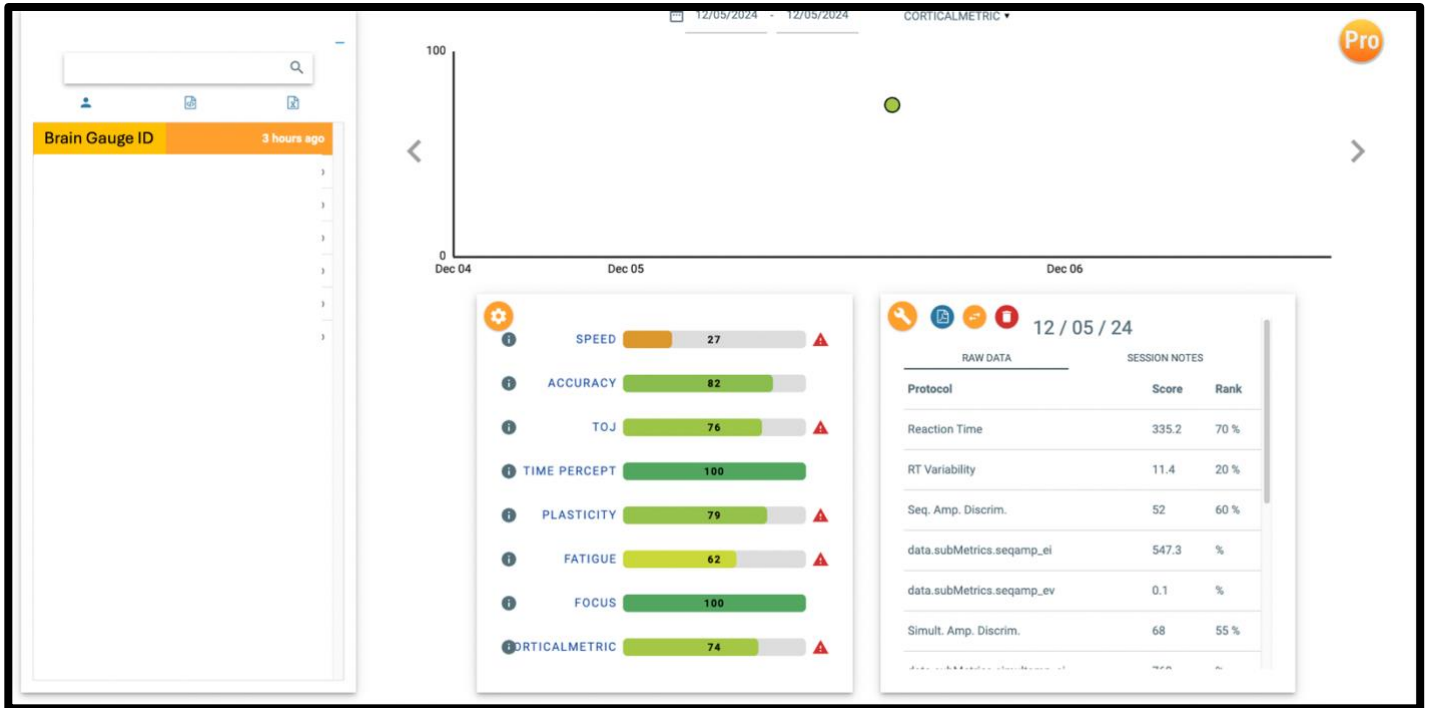 12/05/2024 - 12/05/2024 CORTICALMETRIC
Pro
Brain Gauge ID 3 hours ago
100
0
Dec 04 Dec 05 Dec 06
SPEED 27
ACCURACY 82
TOJ 76
TIME PERCEPT 100
PLASTICITY 79
FATIGUE 62
FOCUS 100
ORTICALMETRIC 74
12 / 05 / 24
RAW DATA SESSION NOTES
Protocol Score Rank
Reaction Time 335.2 70 %
RT Variability 11.4 20 %
Seq. Amp. Discrim. 52 60 %
data.subMetrics.seqamp_ei 547.3 %
data.subMetrics.seqamp_ev 0.1 %
Simult. Amp. Discrim. 68 55 %